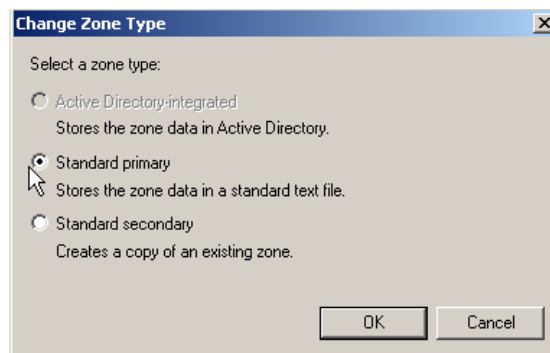 Change Zone Type
Select a zone type:
Active Directory-integrated
Stores the zone data in Active Directory.
Standard primary
Stores the zone data in a standard text file.
Standard secondary
Creates a copy of an existing zone.
OK Cancel